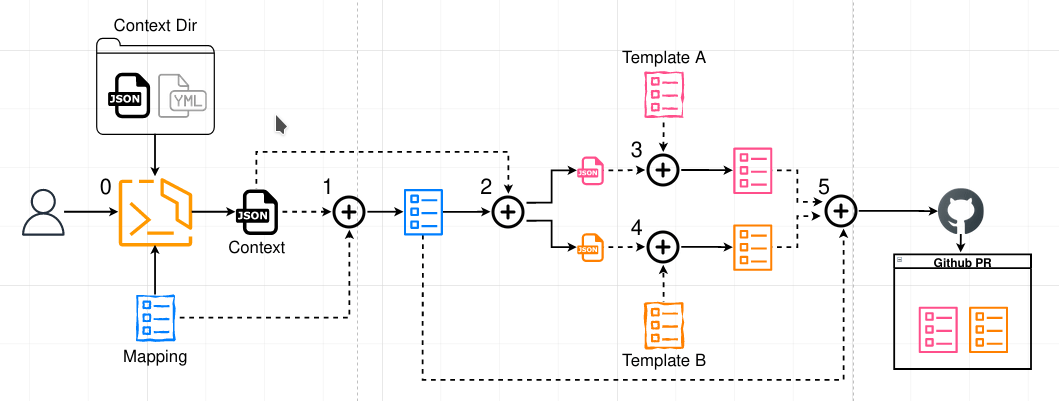 Context Dir
JSON
YML
Template A
0
1
2
3
4
5
JSON
Context
JSON
JSON
Mapping
Template B
Github PR